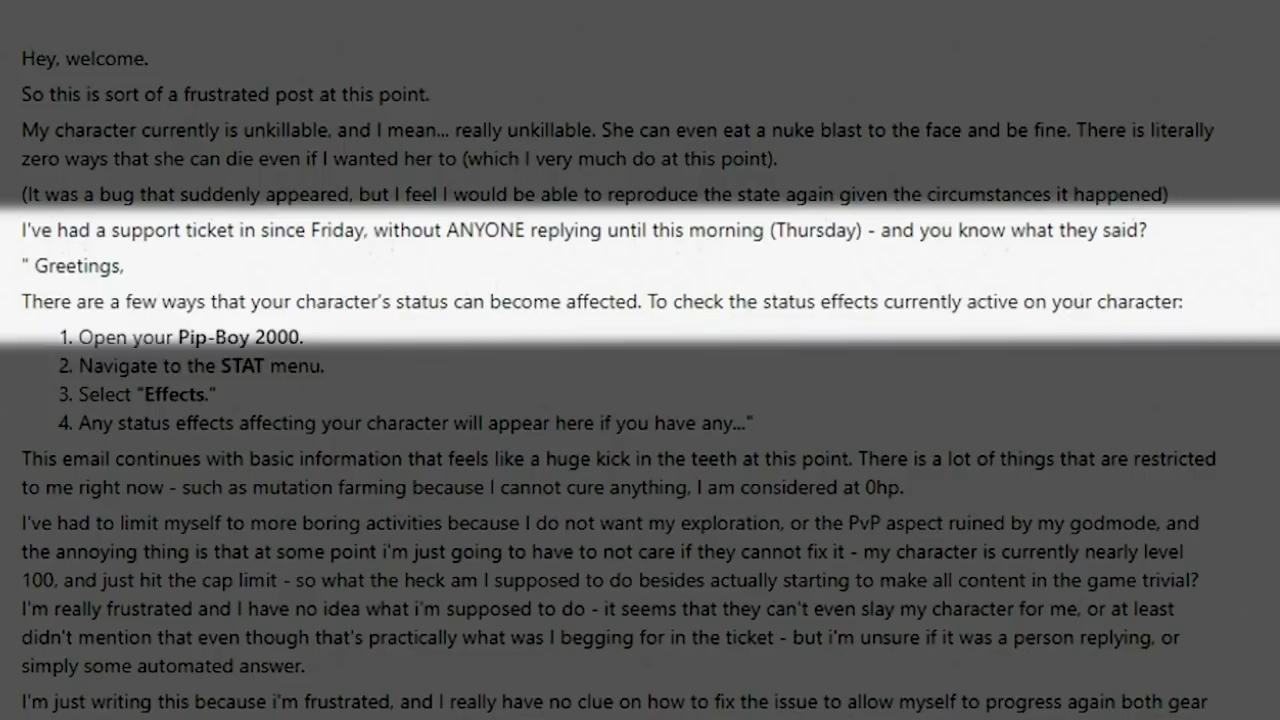 Hey, welcome.
So this is sort of a frustrated post at this point.
My character currently is unkillable, and I mean... really unkillable. She can even eat a nuke blast to the face and be fine. There is literally
zero ways that she can die even if I wanted her to (which I very much do at this point).
(It was a bug that suddenly appeared, but I feel I would be able to reproduce the state again given the circumstances it happened)
I've had a support ticket in since Friday, without ANYONE replying until this morning (Thursday) - and you know what they said?
" Greetings,
There are a few ways that your character's status can become affected. To check the status effects currently active on your character:
1. Open your Pip-Boy 2000.
2. Navigate to the STAT menu.
3. Select "Effects."
4. Any status effects affecting your character will appear here if you have any..."
This email continues with basic information that feels like a huge kick in the teeth at this point. There is a lot of things that are restricted
to me right now - such as mutation farming because I cannot cure anything, I am considered at 0hp.
I've had to limit myself to more boring activities because I do not want my exploration, or the PvP aspect ruined by my godmode, and
the annoying thing is that at some point i'm just going to have to not care if they cannot fix it - my character is currently nearly level
100, and just hit the cap limit - so what the heck am I supposed to do besides actually starting to make all content in the game trivial?
I'm really frustrated and I have no idea what i'm supposed to do - it seems that they can't even slay my character for me, or at least
didn't mention that even though that's practically what was I begging for in the ticket - but i'm unsure if it was a person replying, or
simply some automated answer.
I'm just writing this because i'm frustrated, and I really have no clue on how to fix the issue to allow myself to progress again both gear